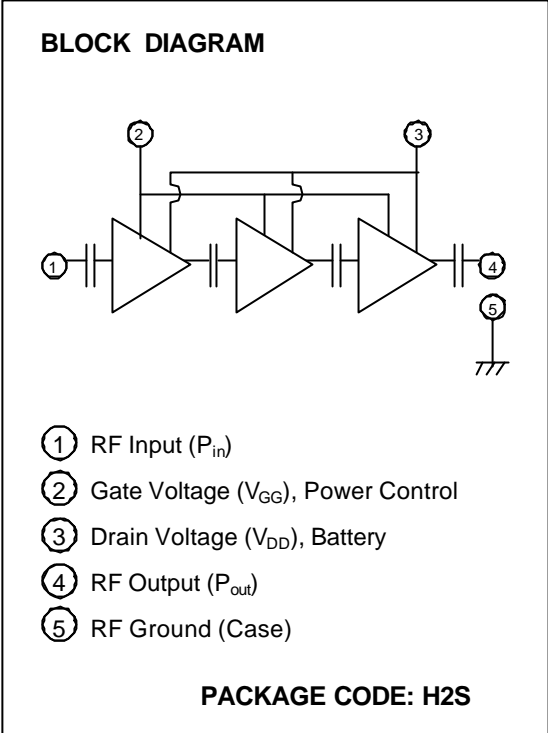 BLOCK DIAGRAM
2
3
1
4
5
1 RF Input (Pin)
2 Gate Voltage (VGG), Power Control
3 Drain Voltage (VDD), Battery
4 RF Output (Pout)
5 RF Ground (Case)
PACKAGE CODE: H2S